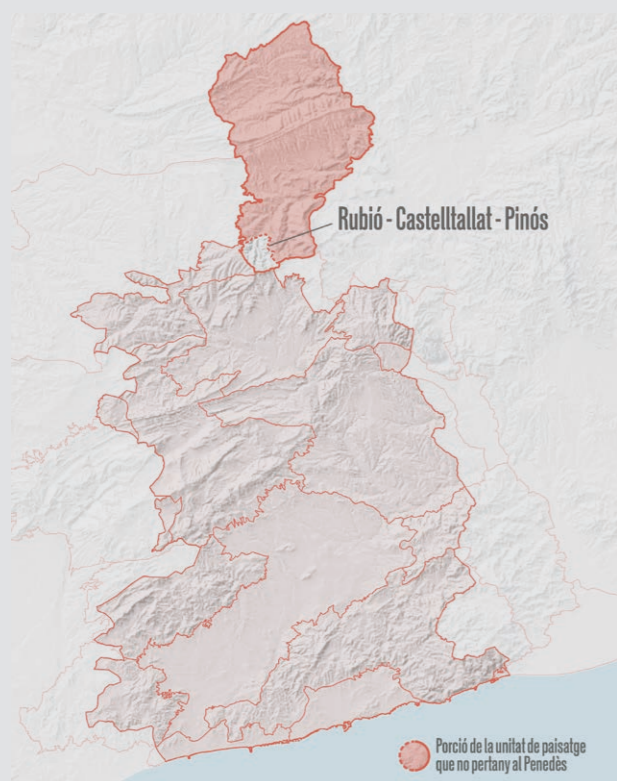 Rubió - Castelltallat - Pinós
Porció de la unitat de paisatge
que no pertany al Penedès